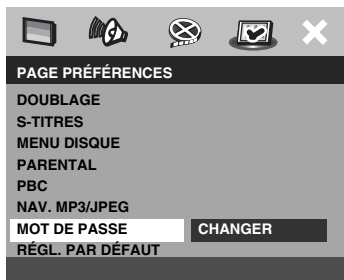 PAGE PRÉFÉRENCES
DOUBLAGE
S-TITRES
MENU DISQUE
PARENTAL
PBC
NAV. MP3/JPEG
MOT DE PASSE CHANGER
RÉGL. PAR DÉFAUT